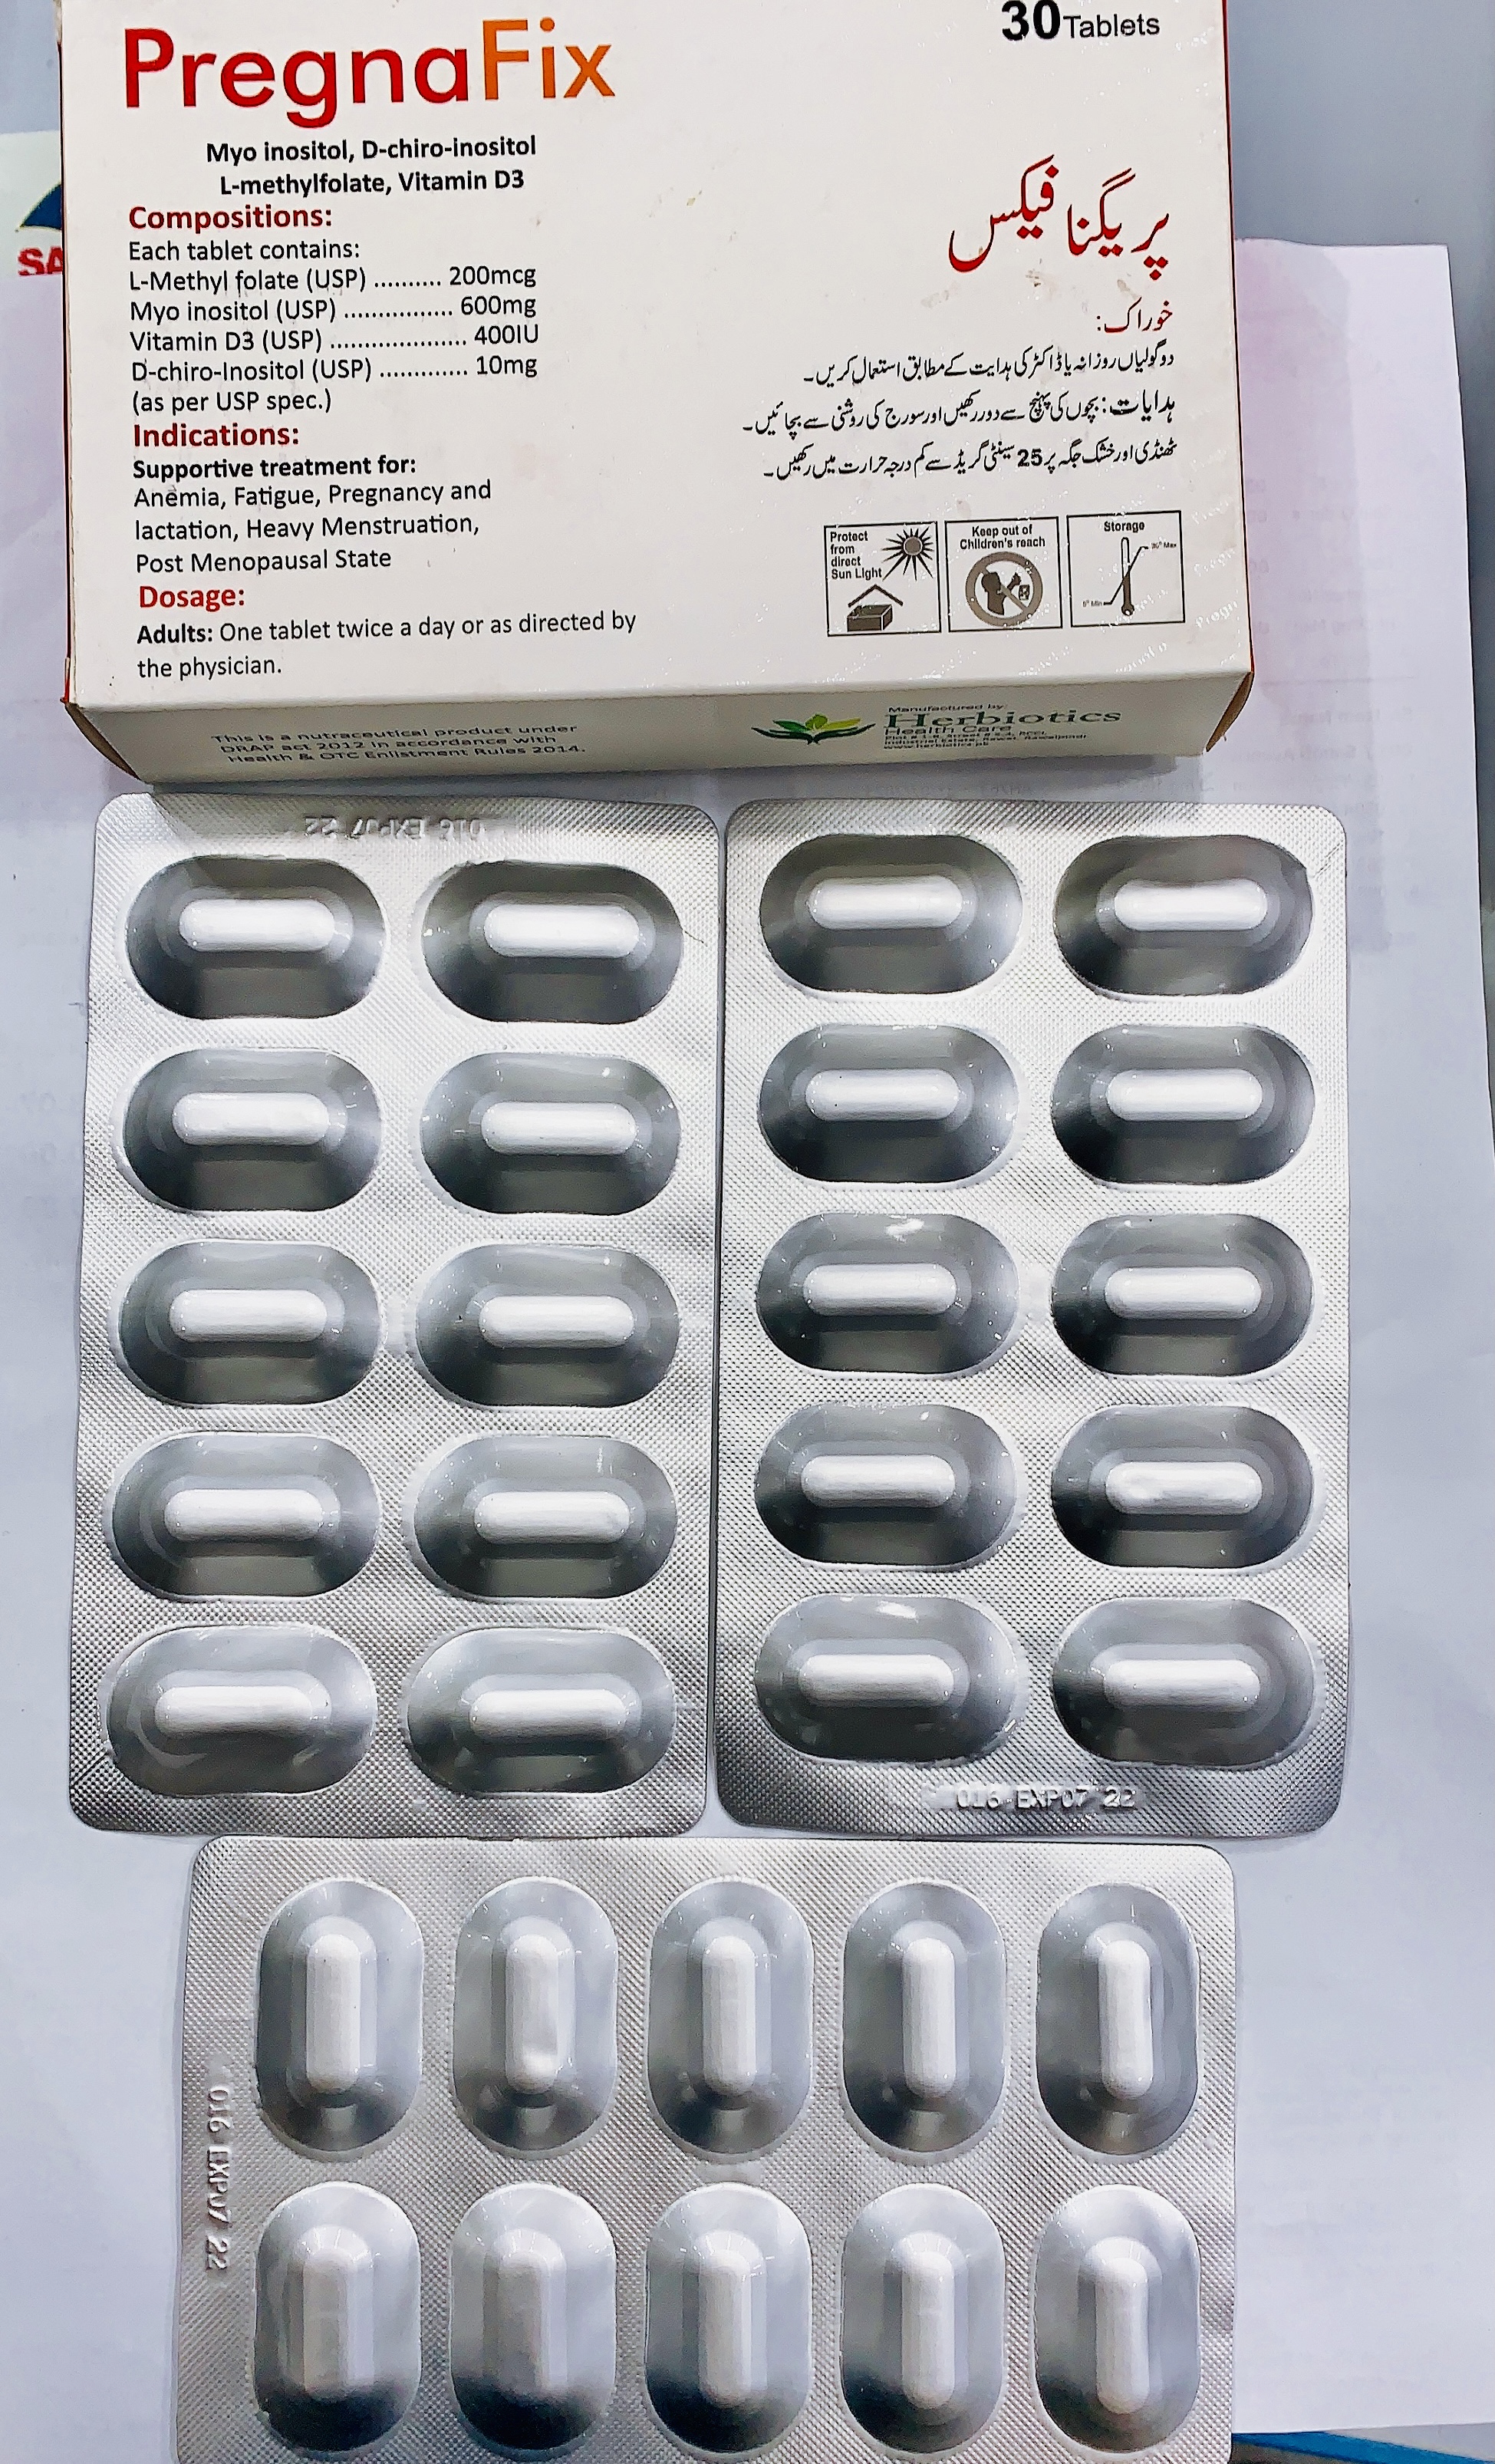 PregnaFix
30 Tablets
Myo inositol, D-chiro-inositol
L-methylfolate, Vitamin D3
Compositions:
Each tablet contains:
L-Methyl folate (USP) .......... 200mcg
Myo inositol (USP) ................ 600mg
Vitamin D3 (USP) .................... 400IU
D-chiro-Inositol (USP) ............. 10mg
(as per USP spec.)
Indications:
Supportive treatment for:
Anemia, Fatigue, Pregnancy and
lactation, Heavy Menstruation,
Post Menopausal State
Dosage:
Adults: One tablet twice a day or as directed by
the physician.
پریگنا فیکس
خوراک:
دو گولیاں روزانہ یا ڈاکٹر کی ہدایت کے مطابق استعمال کریں۔
ہدایات: بچوں کی پہنچ سے دور رکھیں اور سورج کی روشنی سے بچائیں۔
ٹھنڈی اور خشک جگہ پر 25 سینٹی گریڈ سے کم درجہ حرارت میں رکھیں۔
Protect
from
direct
Sun Light
Keep out of
Children's reach
Storage
30° Max
This is a nutraceutical product under
DRAP act 2012 in accordance with
Health & OTC Enlistment Rules 2014.
Manufactured by:
Herbiotics
Health Care
www.herbiotics.pk
SA
016 EXP07 22
016 EXP07 22
016 EXP07 22